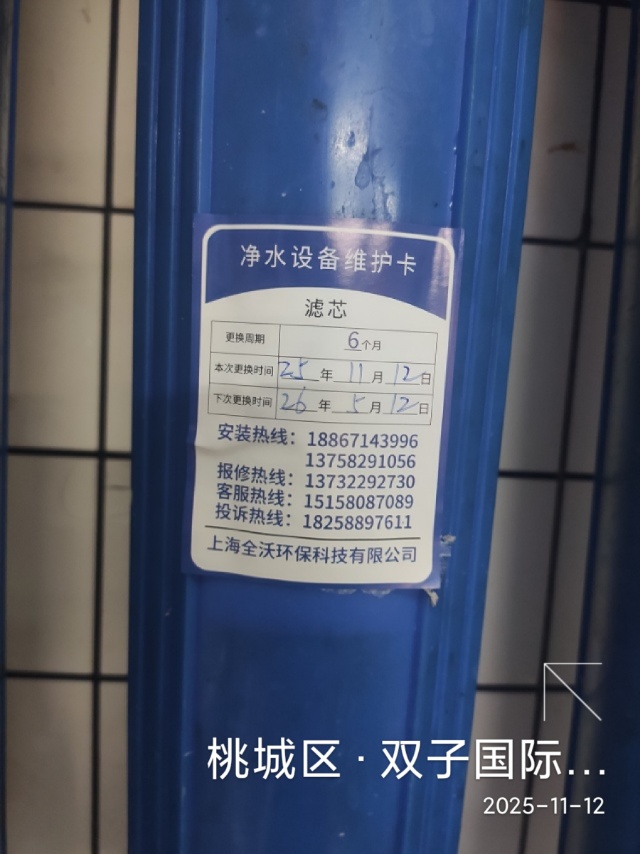 净水设备维护卡
滤芯
更换周期 6个月
本次更换时间 25年11月12日
下次更换时间 26年5月12日
安装热线：18867143996
13758291056
报修热线：13732292730
客服热线：15158087089
投诉热线：18258897611
上海全沃环保科技有限公司
桃城区·双子国际...
2025-11-12